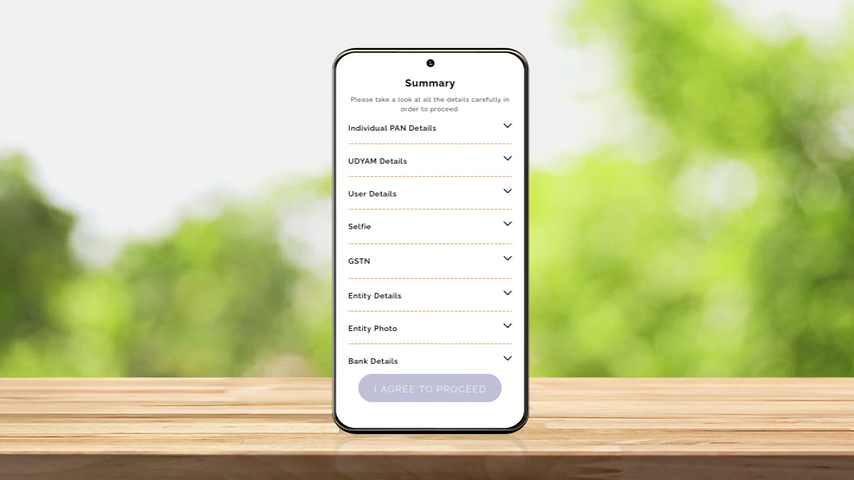 Summary
Please take a look at all the details carefully in
order to proceed.
Individual PAN Details
UDYAM Details
User Details
Selfie
GSTN
Entity Details
Entity Photo
Bank Details
I AGREE TO PROCEED